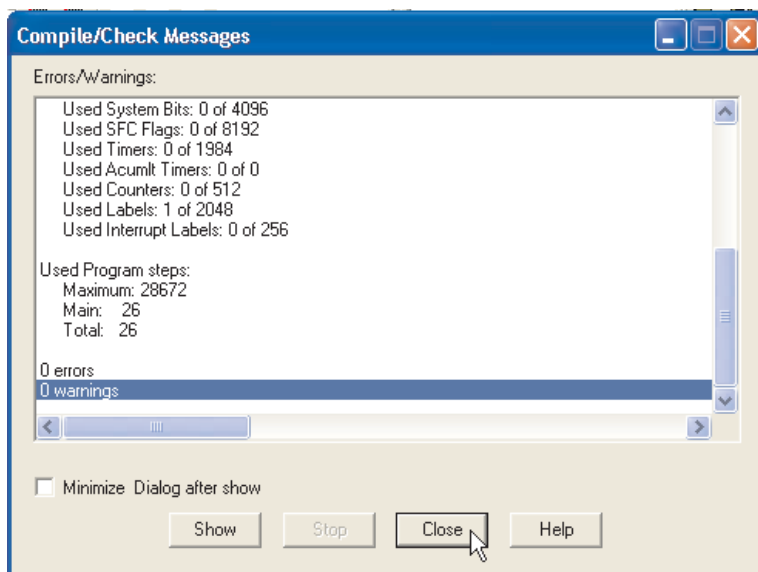 Compile/Check Messages
Errors/Warnings:
Used System Bits: 0 of 4096
Used SFC Flags: 0 of 8192
Used Timers: 0 of 1984
Used Acumlt Timers: 0 of 0
Used Counters: 0 of 512
Used Labels: 1 of 2048
Used Interrupt Labels: 0 of 256
Used Program steps:
Maximum: 28672
Main: 26
Total: 26
0 errors
0 warnings
Minimize Dialog after show
Show Stop Close Help